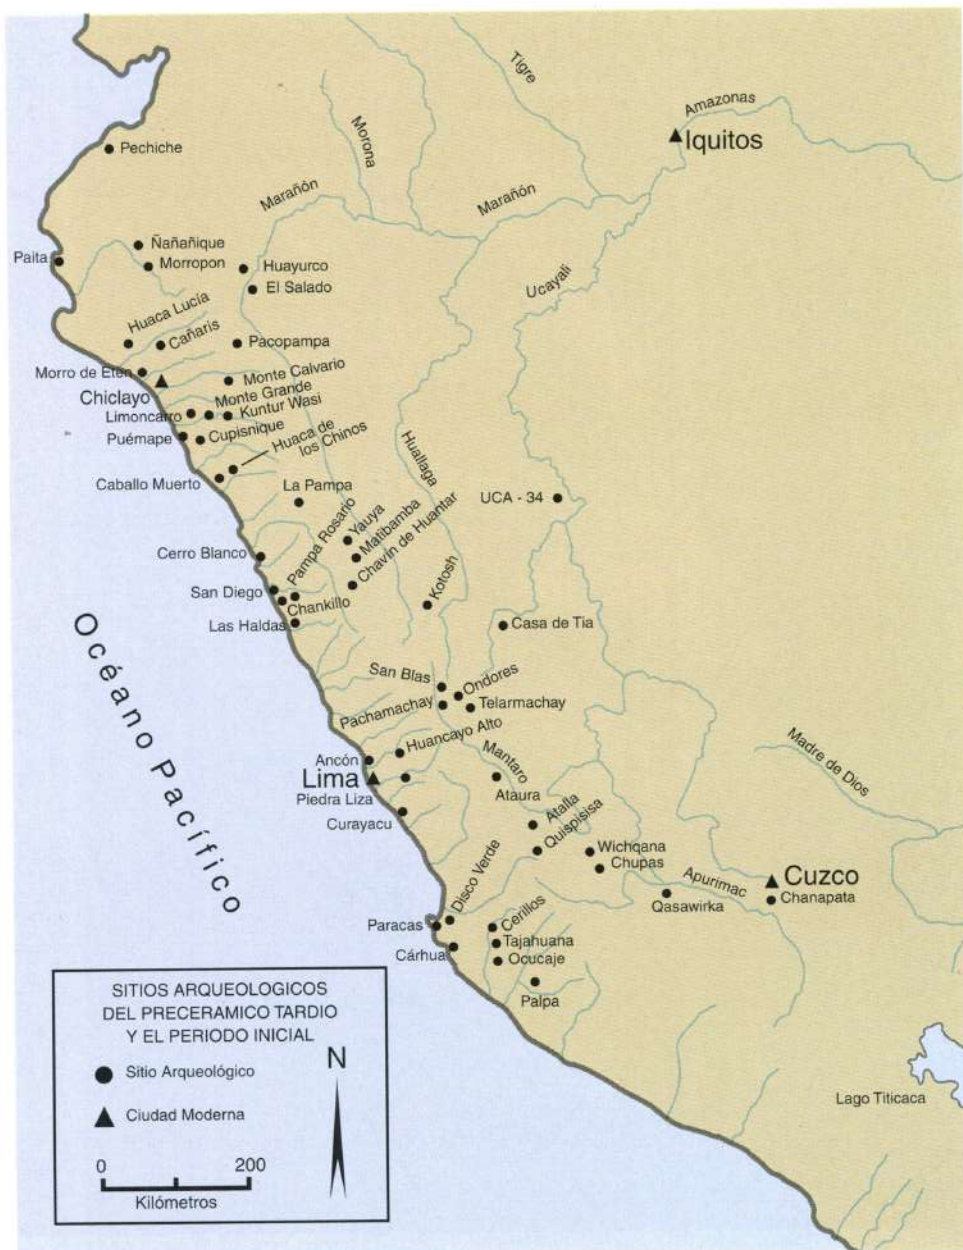 Tigre
Amazonas
Iquitos
Morona
Pechiche
Marañón
Marañón
Ñañañique
Paita
Morropon
Huayurco
El Salado
Ucayali
Huaca Lucía
Cañaris
Pacopampa
Morro de Eten
Monte Calvario
Chiclayo
Monte Grande
Limoncarro
Kuntur Wasi
Puémape
Cupisnique
Huaca de
los Chinos
Huallaga
Caballo Muerto
La Pampa
UCA - 34
Pampa Rosario
Yauya
Matibamba
Chavín de Huantar
Cerro Blanco
Kotosh
San Diego
Chankillo
Las Haldas
Casa de Tia
Océano Pacífico
San Blas
Ondores
Pachamachay
Telarmachay
Huancayo Alto
Mantaro
Madre de Dios
Ancón
Lima
Piedra Liza
Ataura
Curayacu
Atalla
Quispisisa
Wichqana
Chupas
Disco Verde
Apurimac
Cuzco
Qasawirka
Chanapata
Paracas
Cerillos
Cárhua
Tajahuana
Ocucaje
Palpa
SITIOS ARQUEOLOGICOS
DEL PRECERAMICO TARDIO
Y EL PERIODO INICIAL
N
Sitio Arqueológico
Ciudad Moderna
0 200
Kilómetros
Lago Titicaca